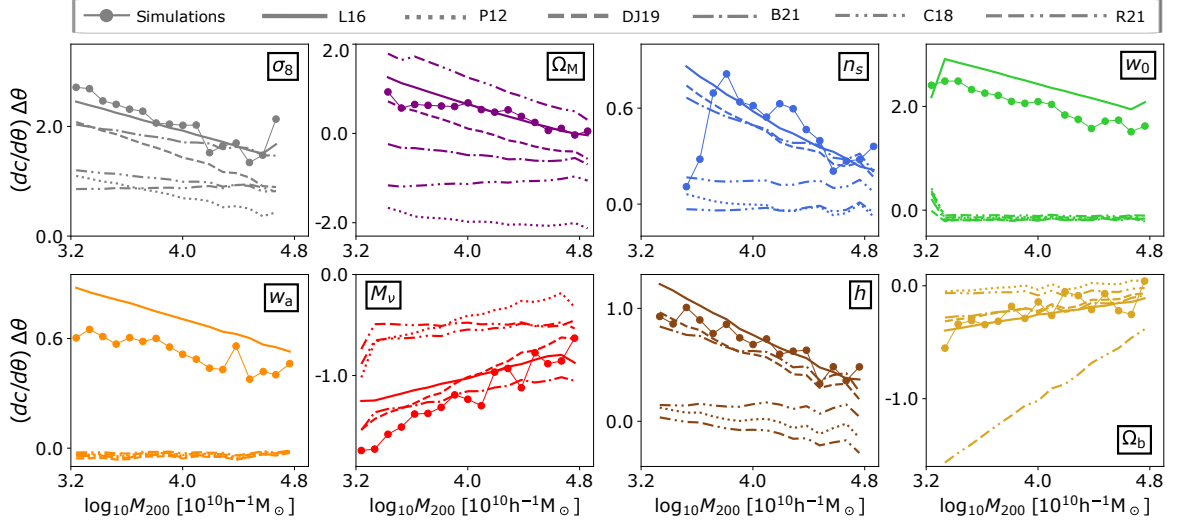 Simulations L16 P12 DJ19 B21 C18 R21
(dc/dθ) Δθ
σ8
2.0
0.0
3.2 4.0 4.8
ΩM
2.0
0.0
-2.0
3.2 4.0 4.8
ns
0.6
0.0
3.2 4.0 4.8
w0
2.0
0.0
3.2 4.0 4.8
(dc/dθ) Δθ
wa
0.6
0.0
3.2 4.0 4.8
log10M200 [10^10h−1M⊙]
Mν
0.0
-1.0
3.2 4.0 4.8
log10M200 [10^10h−1M⊙]
h
1.0
0.0
3.2 4.0 4.8
log10M200 [10^10h−1M⊙]
Ωb
0.0
-1.0
3.2 4.0 4.8
log10M200 [10^10h−1M⊙]